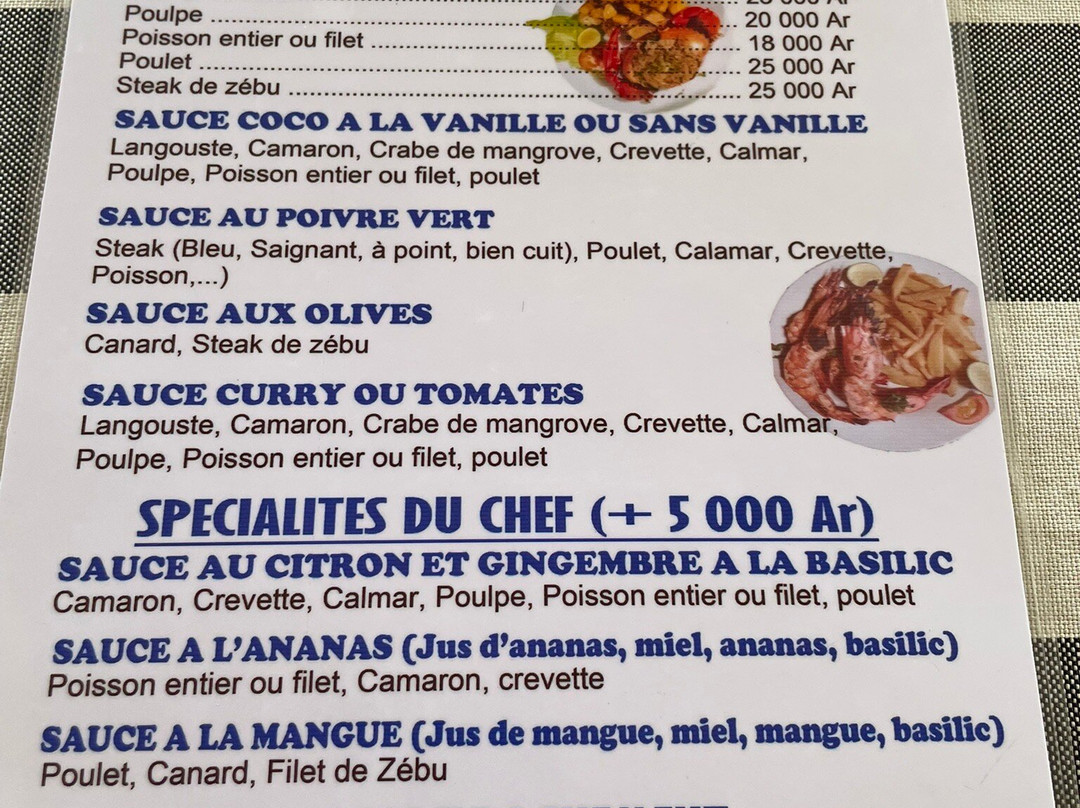 Poulpe ........ 20 000 Ar
Poisson entier ou filet ........ 18 000 Ar
Poulet ........ 25 000 Ar
Steak de zébu ........ 25 000 Ar
SAUCE COCO A LA VANILLE OU SANS VANILLE
Langouste, Camaron, Crabe de mangrove, Crevette, Calmar,
Poulpe, Poisson entier ou filet, poulet
SAUCE AU POIVRE VERT
Steak (Bleu, Saignant, à point, bien cuit), Poulet, Calamar, Crevette,
Poisson,...)
SAUCE AUX OLIVES
Canard, Steak de zébu
SAUCE CURRY OU TOMATES
Langouste, Camaron, Crabe de mangrove, Crevette, Calmar,
Poulpe, Poisson entier ou filet, poulet
SPECIALITES DU CHEF (+ 5 000 Ar)
SAUCE AU CITRON ET GINGEMBRE A LA BASILIC
Camaron, Crevette, Calmar, Poulpe, Poisson entier ou filet, poulet
SAUCE A L'ANANAS (Jus d'ananas, miel, ananas, basilic)
Poisson entier ou filet, Camaron, crevette
SAUCE A LA MANGUE (Jus de mangue, miel, mangue, basilic)
Poulet, Canard, Filet de Zébu